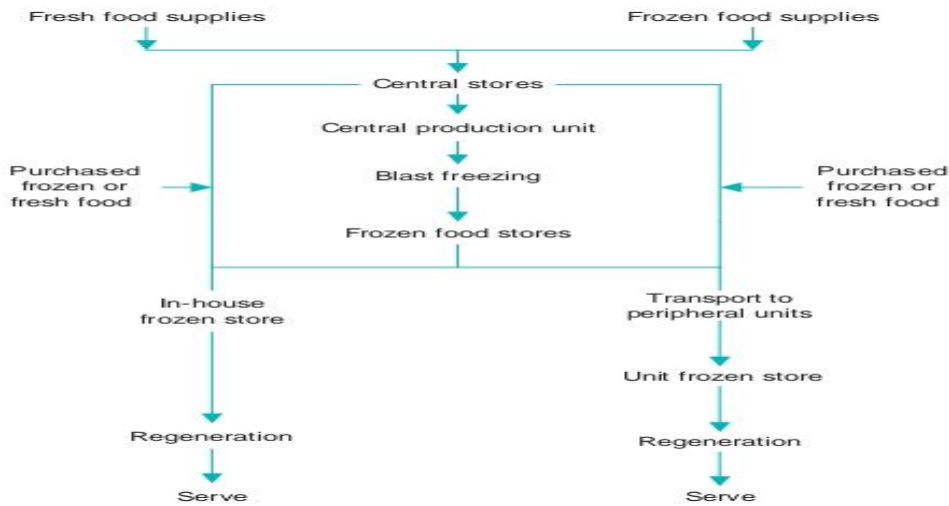 Fresh food supplies
Frozen food supplies
Central stores
Central production unit
Purchased
frozen or
fresh food
Blast freezing
Purchased
frozen or
fresh food
Frozen food stores
In-house
frozen store
Transport to
peripheral units
Unit frozen store
Regeneration
Regeneration
Serve
Serve